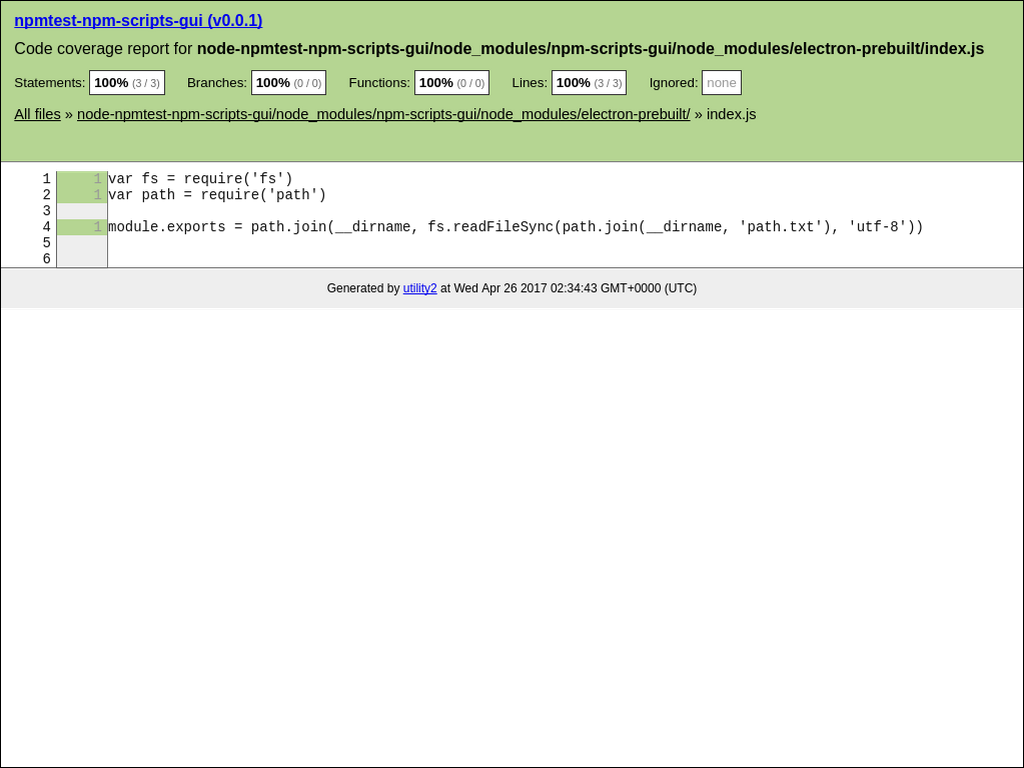 npmtest-npm-scripts-gui (v0.0.1)
Code coverage report for node-npmtest-npm-scripts-gui/node_modules/npm-scripts-gui/node_modules/electron-prebuilt/index.js
Statements: 100% (3 / 3) Branches: 100% (0 / 0) Functions: 100% (0 / 0) Lines: 100% (3 / 3) Ignored: none
All files » node-npmtest-npm-scripts-gui/node_modules/npm-scripts-gui/node_modules/electron-prebuilt/ » index.js
1 1 var fs = require('fs')
2 1 var path = require('path')
3
4 1 module.exports = path.join(__dirname, fs.readFileSync(path.join(__dirname, 'path.txt'), 'utf-8'))
5
6
Generated by utility2 at Wed Apr 26 2017 02:34:43 GMT+0000 (UTC)